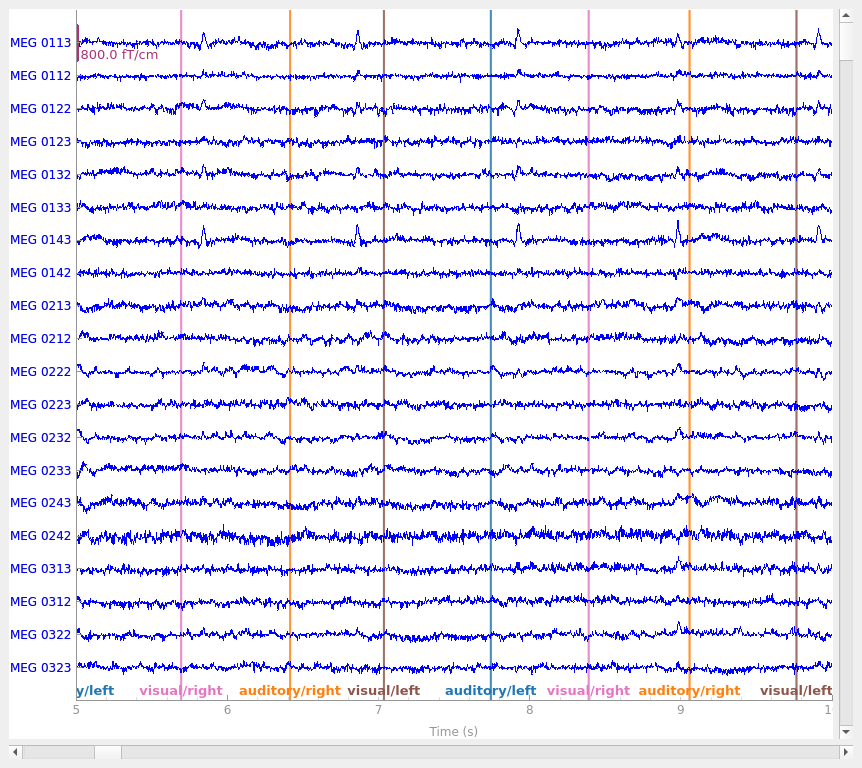 MEG 0113
800.0 fT/cm
MEG 0112
MEG 0122
MEG 0123
MEG 0132
MEG 0133
MEG 0143
MEG 0142
MEG 0213
MEG 0212
MEG 0222
MEG 0223
MEG 0232
MEG 0233
MEG 0243
MEG 0242
MEG 0313
MEG 0312
MEG 0322
MEG 0323
y/left visual/right auditory/right visual/left auditory/left visual/right auditory/right visual/left
5 6 7 8 9 1
Time (s)